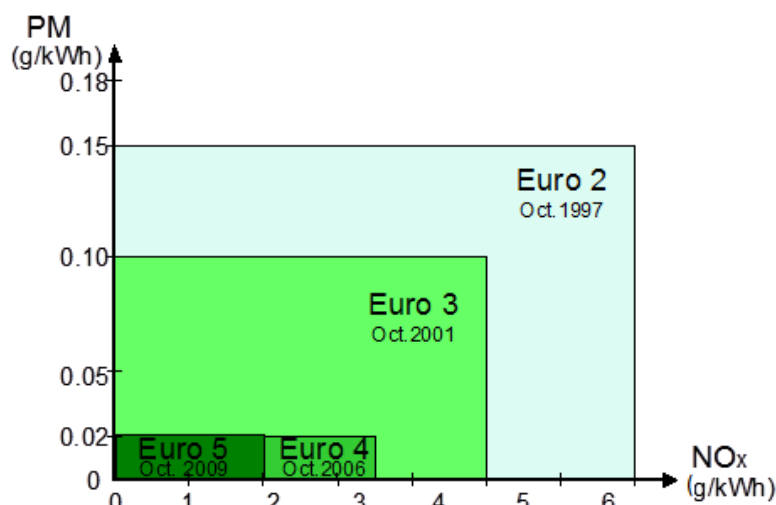 PM
(g/kWh)
0.18
0.15
Euro 2
Oct.1997
0.10
Euro 3
Oct.2001
0.05
0.02
Euro 5
Oct. 2009
Euro 4
Oct.2006
0
NOx
(g/kWh)
0 1 2 3 4 5 6